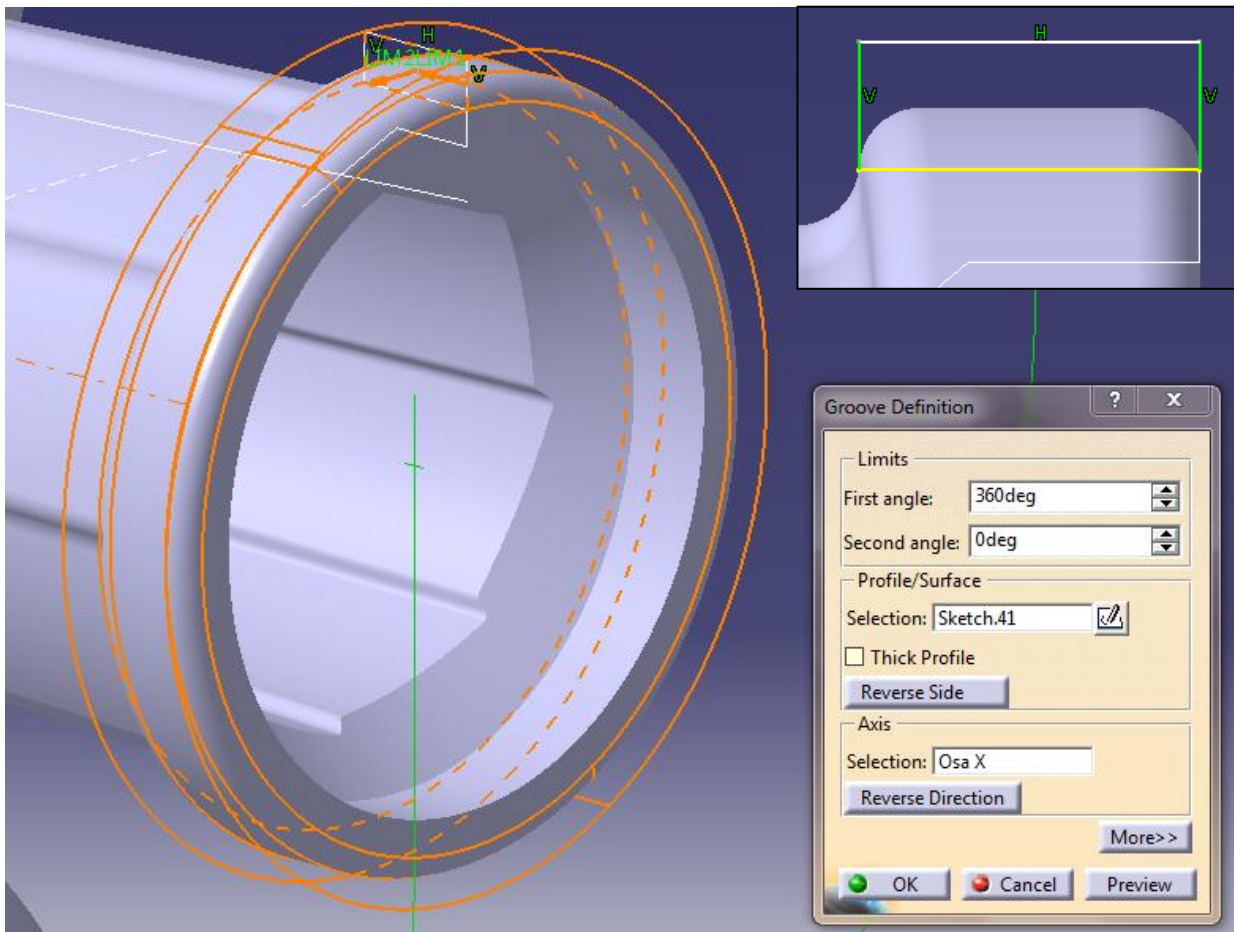 H
V
LIM2LIM1
V
H
V
V
Groove Definition
?
X
Limits
First angle:
360deg
Second angle:
0deg
Profile/Surface
Selection:
Sketch.41
Thick Profile
Reverse Side
Axis
Selection:
Osa X
Reverse Direction
More>>
OK
Cancel
Preview